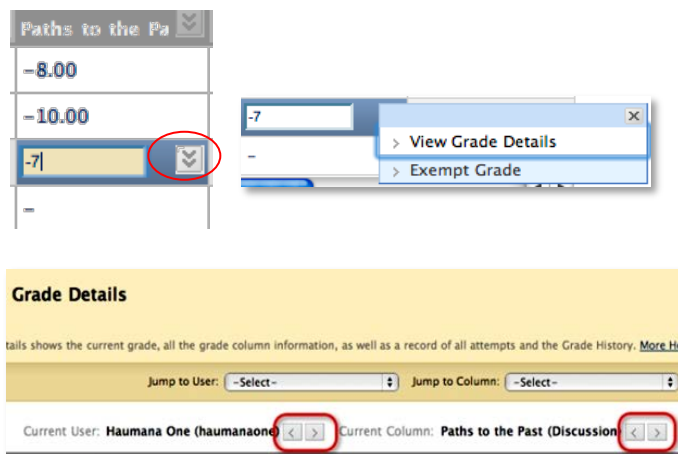 Paths to the Pa
-8.00
-10.00
-7
-
-7
-
> View Grade Details
> Exempt Grade
Grade Details
tails shows the current grade, all the grade column information, as well as a record of all attempts and the Grade History. More H
Jump to User: -Select- Jump to Column: -Select-
Current User: Haumana One (haumanaone) < > Current Column: Paths to the Past (Discussion) < >